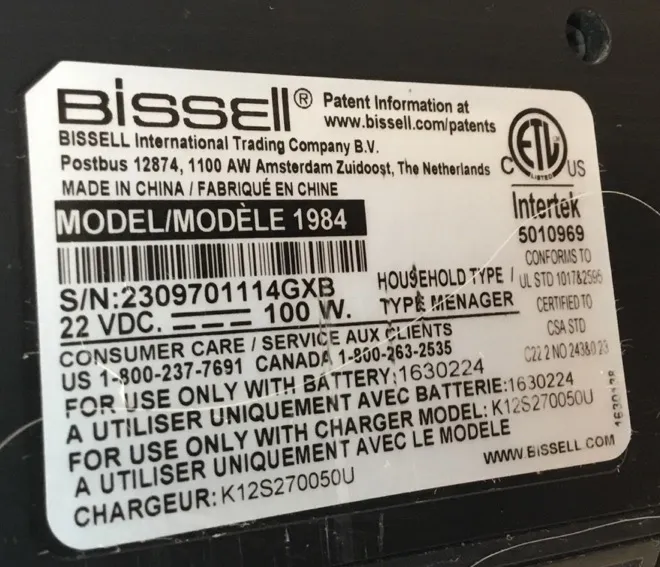 BISSELL® Patent Information at
www.bissell.com/patents
BISSELL International Trading Company B.V.
Postbus 12874, 1100 AW Amsterdam Zuidoost, The Netherlands
MADE IN CHINA / FABRIQUÉ EN CHINE
MODEL/MODÈLE 1984
C ETL LISTED US
Intertek
5010969
CONFORMS TO
UL STD 1017&2595
CERTIFIED TO
CSA STD
C22 2 NO 243&0 23
S/N:2309701114GXB
22 VDC. 100 W.
HOUSEHOLD TYPE /
TYPE MENAGER
CONSUMER CARE / SERVICE AUX CLIENTS
US 1-800-237-7691 CANADA 1-800-263-2535
FOR USE ONLY WITH BATTERY:1630224
A UTILISER UNIQUEMENT AVEC BATTERIE:1630224
FOR USE ONLY WITH CHARGER MODEL: K12S270050U
A UTILISER UNIQUEMENT AVEC LE MODÈLE
CHARGEUR: K12S270050U
WWW.BISSELL.COM